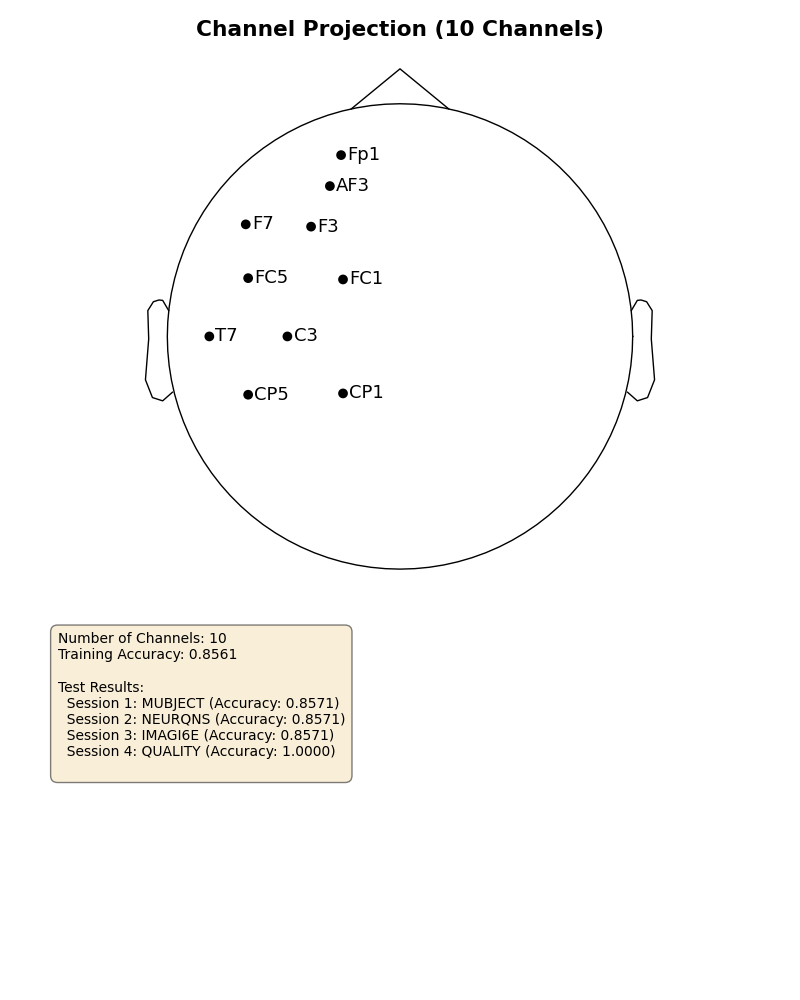 Channel Projection (10 Channels)
Fp1
AF3
F7 F3
FC5 FC1
T7 C3
CP5 CP1
Number of Channels: 10
Training Accuracy: 0.8561
Test Results:
Session 1: MUBJECT (Accuracy: 0.8571)
Session 2: NEURQNS (Accuracy: 0.8571)
Session 3: IMAGI6E (Accuracy: 0.8571)
Session 4: QUALITY (Accuracy: 1.0000)